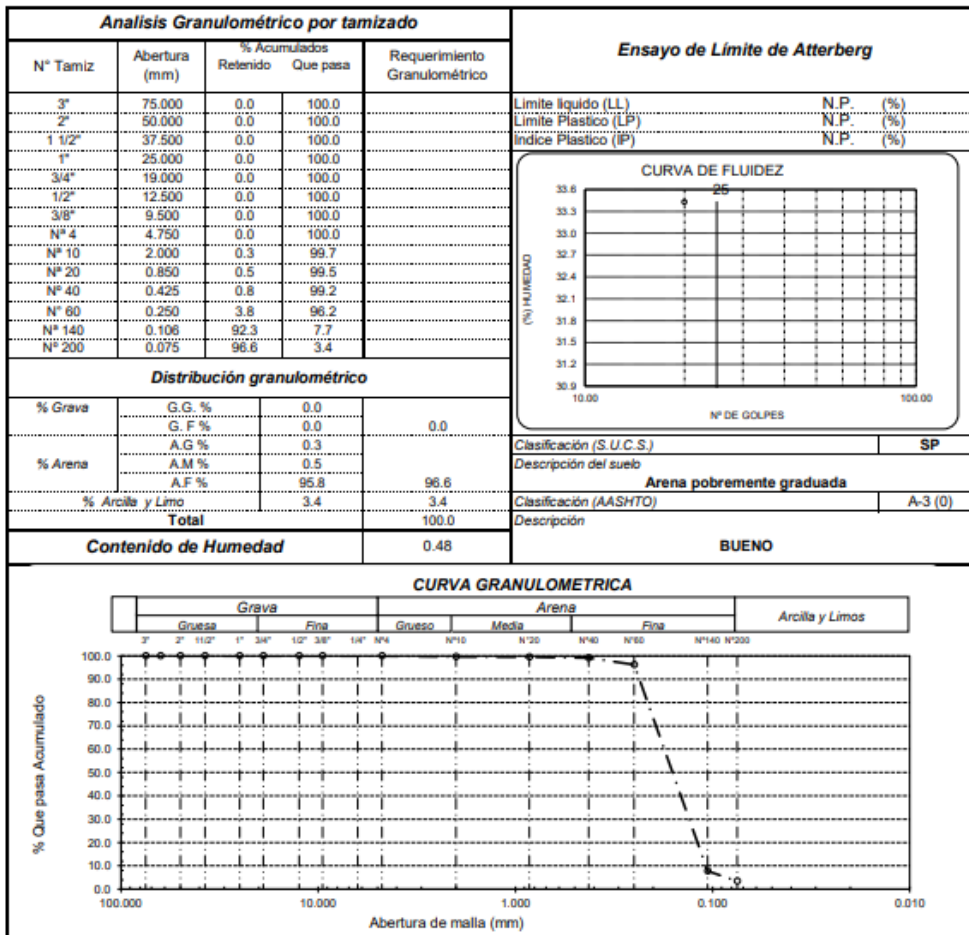 Analisis Granulométrico por tamizado
N° Tamiz Abertura (mm) % Acumulados Retenido Que pasa Requerimiento Granulométrico
3" 75.000 0.0 100.0
2" 50.000 0.0 100.0
1 1/2" 37.500 0.0 100.0
1" 25.000 0.0 100.0
3/4" 19.000 0.0 100.0
1/2" 12.500 0.0 100.0
3/8" 9.500 0.0 100.0
Nª 4 4.750 0.0 100.0
Nª 10 2.000 0.3 99.7
Nª 20 0.850 0.5 99.5
Nº 40 0.425 0.8 99.2
N° 60 0.250 3.8 96.2
Nª 140 0.106 92.3 7.7
Nº 200 0.075 96.6 3.4
Distribución granulométrico
% Grava G.G. % 0.0
G. F % 0.0 0.0
A.G % 0.3
% Arena A.M % 0.5
A.F % 95.8 96.6
% Arcilla y Limo 3.4 3.4
Total 100.0
Contenido de Humedad 0.48
Ensayo de Límite de Atterberg
Limite liquido (LL) N.P. (%)
Limite Plastico (LP) N.P. (%)
Indice Plastico (IP) N.P. (%)
CURVA DE FLUIDEZ
25
(%) HUMEDAD
33.6
33.3
33.0
32.7
32.4
32.1
31.8
31.5
31.2
30.9
10.00 100.00
Nº DE GOLPES
Clasificación (S.U.C.S.) SP
Descripción del suelo
Arena pobremente graduada
Clasificación (AASHTO) A-3 (0)
Descripción
BUENO
CURVA GRANULOMETRICA
Grava Arena Arcilla y Limos
Gruesa Fina Grueso Media Fina
3" 2" 11/2" 1" 3/4" 1/2" 3/8" 1/4" N°4 N°10 N°20 N°40 N°60 N°140 N°200
% Que pasa Acumulado
100.0
90.0
80.0
70.0
60.0
50.0
40.0
30.0
20.0
10.0
0.0
100.000 10.000 1.000 0.100 0.010
Abertura de malla (mm)